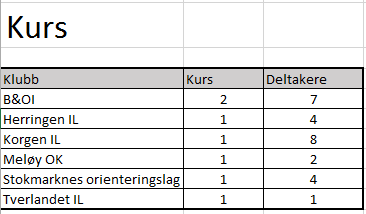 Kurs
Klubb Kurs Deltakere
B&OI 2 7
Herringen IL 1 4
Korgen IL 1 8
Meløy OK 1 2
Stokmarknes orienteringslag 1 4
Tverlandet IL 1 1